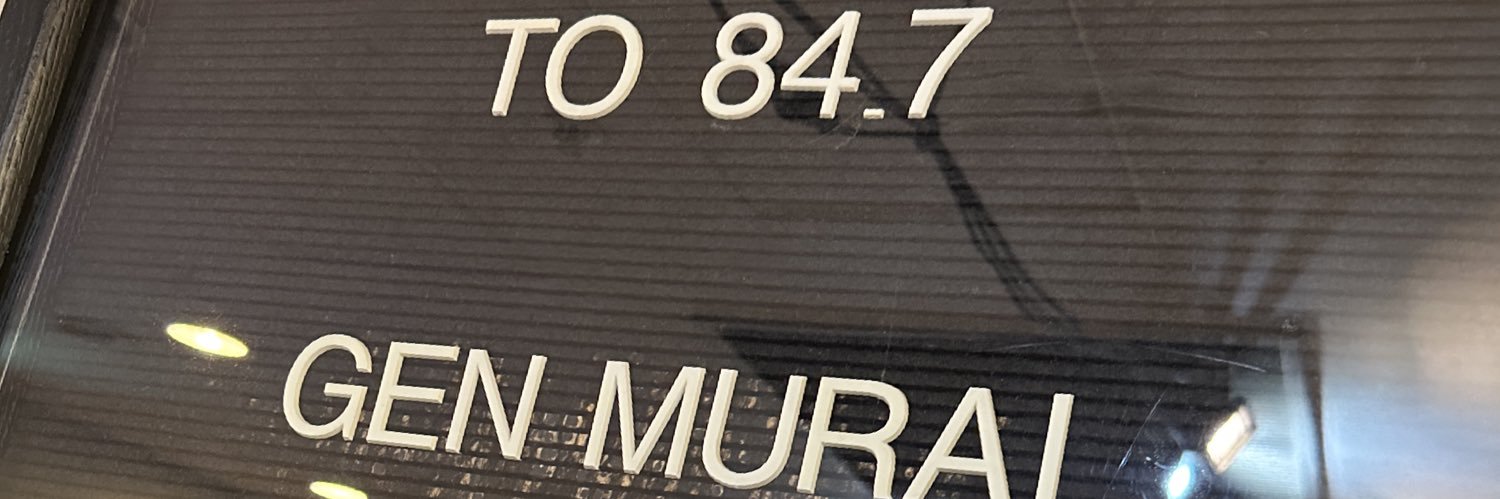 TO 84.7
GEN MURAI